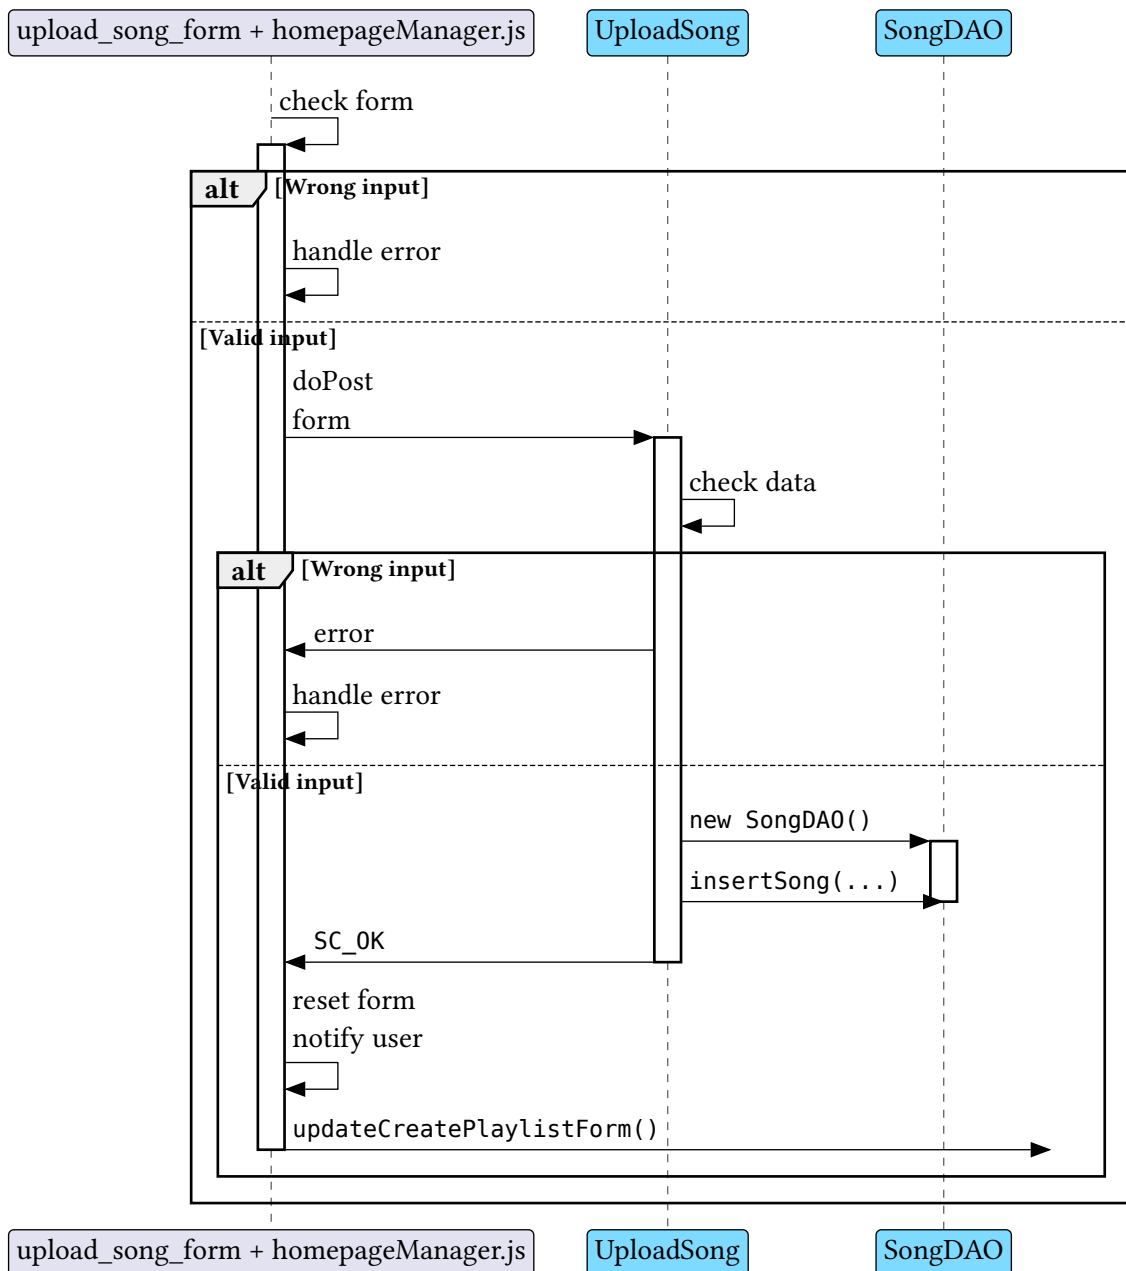 upload_song_form + homepageManager.js
UploadSong
SongDAO
check form
alt
[Wrong input]
handle error
[Valid input]
doPost
form
check data
alt
[Wrong input]
error
handle error
[Valid input]
new SongDAO()
insertSong(...)
SC_OK
reset form
notify user
updateCreatePlaylistForm()
upload_song_form + homepageManager.js
UploadSong
SongDAO